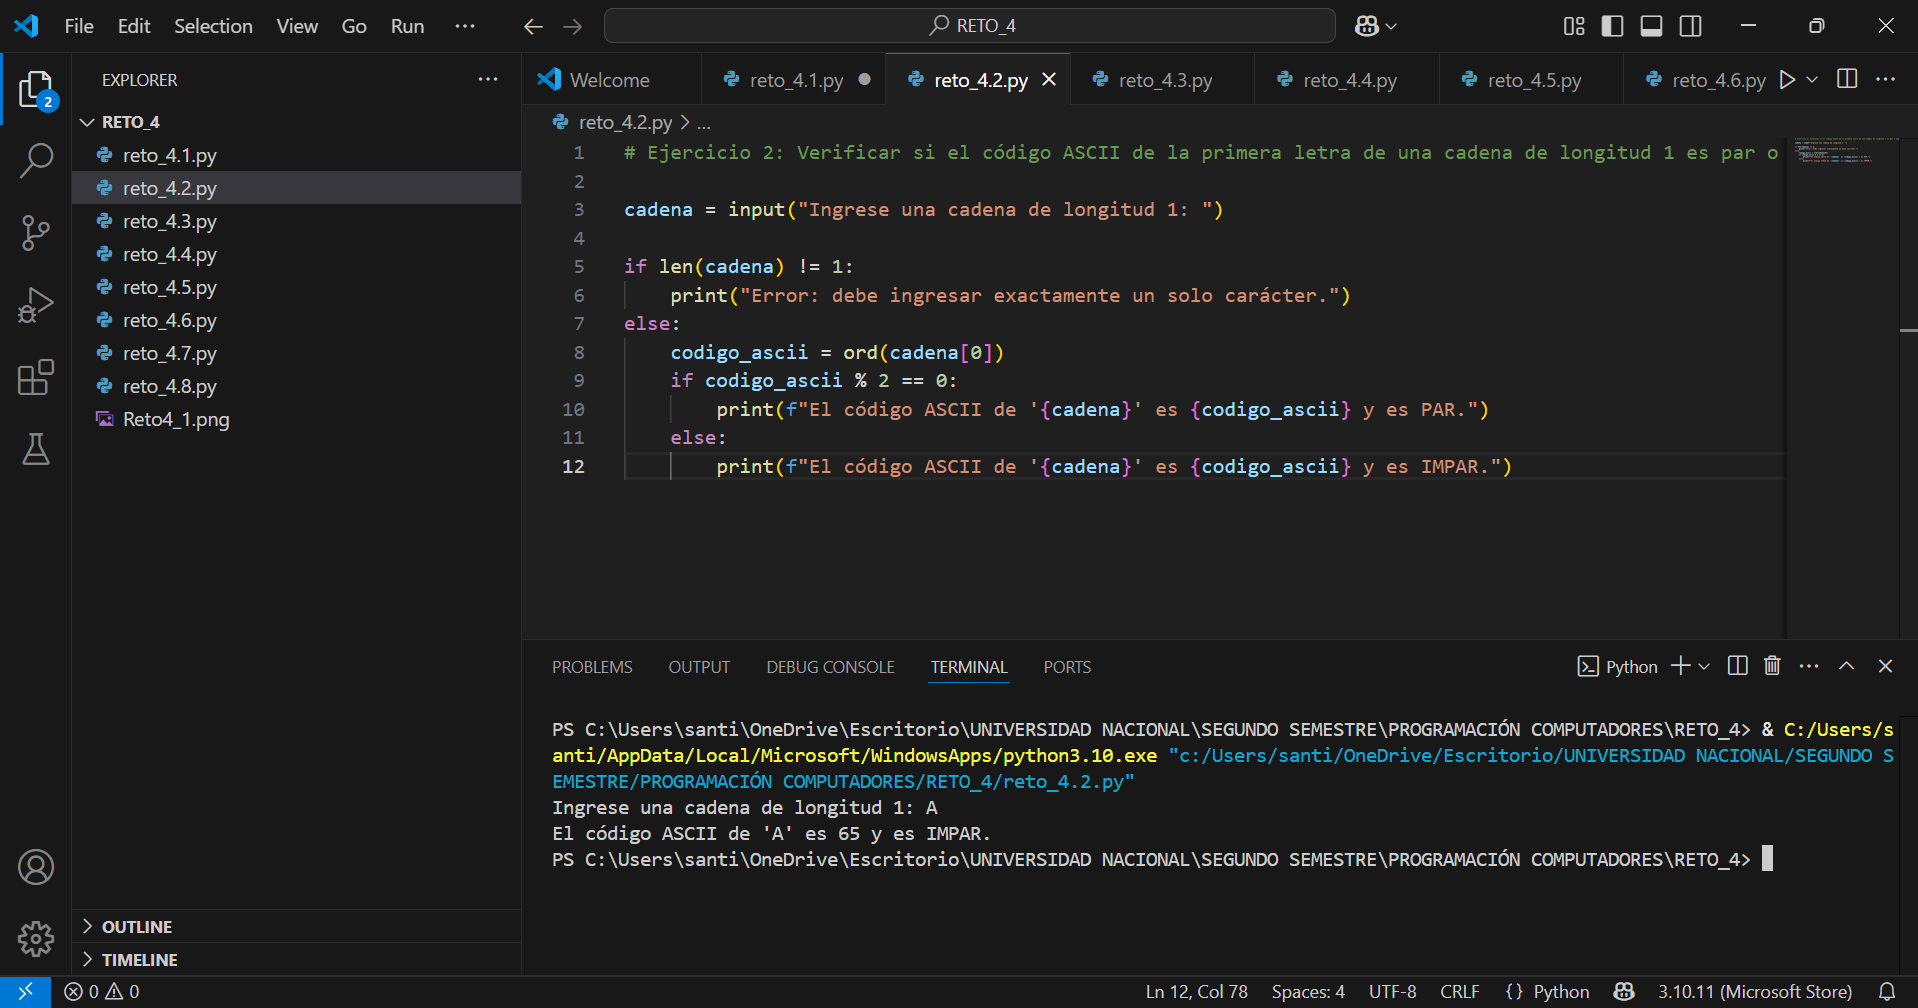 File Edit Selection View Go Run ...
RETO_4
EXPLORER
2
RETO_4
reto_4.1.py
reto_4.2.py
reto_4.3.py
reto_4.4.py
reto_4.5.py
reto_4.6.py
reto_4.7.py
reto_4.8.py
Reto4_1.png
OUTLINE
TIMELINE
Welcome reto_4.1.py reto_4.2.py reto_4.3.py reto_4.4.py reto_4.5.py reto_4.6.py
reto_4.2.py > ...
1 # Ejercicio 2: Verificar si el código ASCII de la primera letra de una cadena de longitud 1 es par o
2
3 cadena = input("Ingrese una cadena de longitud 1: ")
4
5 if len(cadena) != 1:
6     print("Error: debe ingresar exactamente un solo carácter.")
7 else:
8     codigo_ascii = ord(cadena[0])
9     if codigo_ascii % 2 == 0:
10         print(f"El código ASCII de '{cadena}' es {codigo_ascii} y es PAR.")
11     else:
12         print(f"El código ASCII de '{cadena}' es {codigo_ascii} y es IMPAR.")
PROBLEMS OUTPUT DEBUG CONSOLE TERMINAL PORTS
Python
PS C:\Users\santi\OneDrive\Escritorio\UNIVERSIDAD NACIONAL\SEGUNDO SEMESTRE\PROGRAMACIÓN COMPUTADORES\RETO_4> & C:/Users/s
anti/AppData/Local/Microsoft/WindowsApps/python3.10.exe "c:/Users/santi/OneDrive/Escritorio/UNIVERSIDAD NACIONAL/SEGUNDO S
EMESTRE/PROGRAMACIÓN COMPUTADORES/RETO_4/reto_4.2.py"
Ingrese una cadena de longitud 1: A
El código ASCII de 'A' es 65 y es IMPAR.
PS C:\Users\santi\OneDrive\Escritorio\UNIVERSIDAD NACIONAL\SEGUNDO SEMESTRE\PROGRAMACIÓN COMPUTADORES\RETO_4>
0 0 Ln 12, Col 78 Spaces: 4 UTF-8 CRLF {} Python 3.10.11 (Microsoft Store)